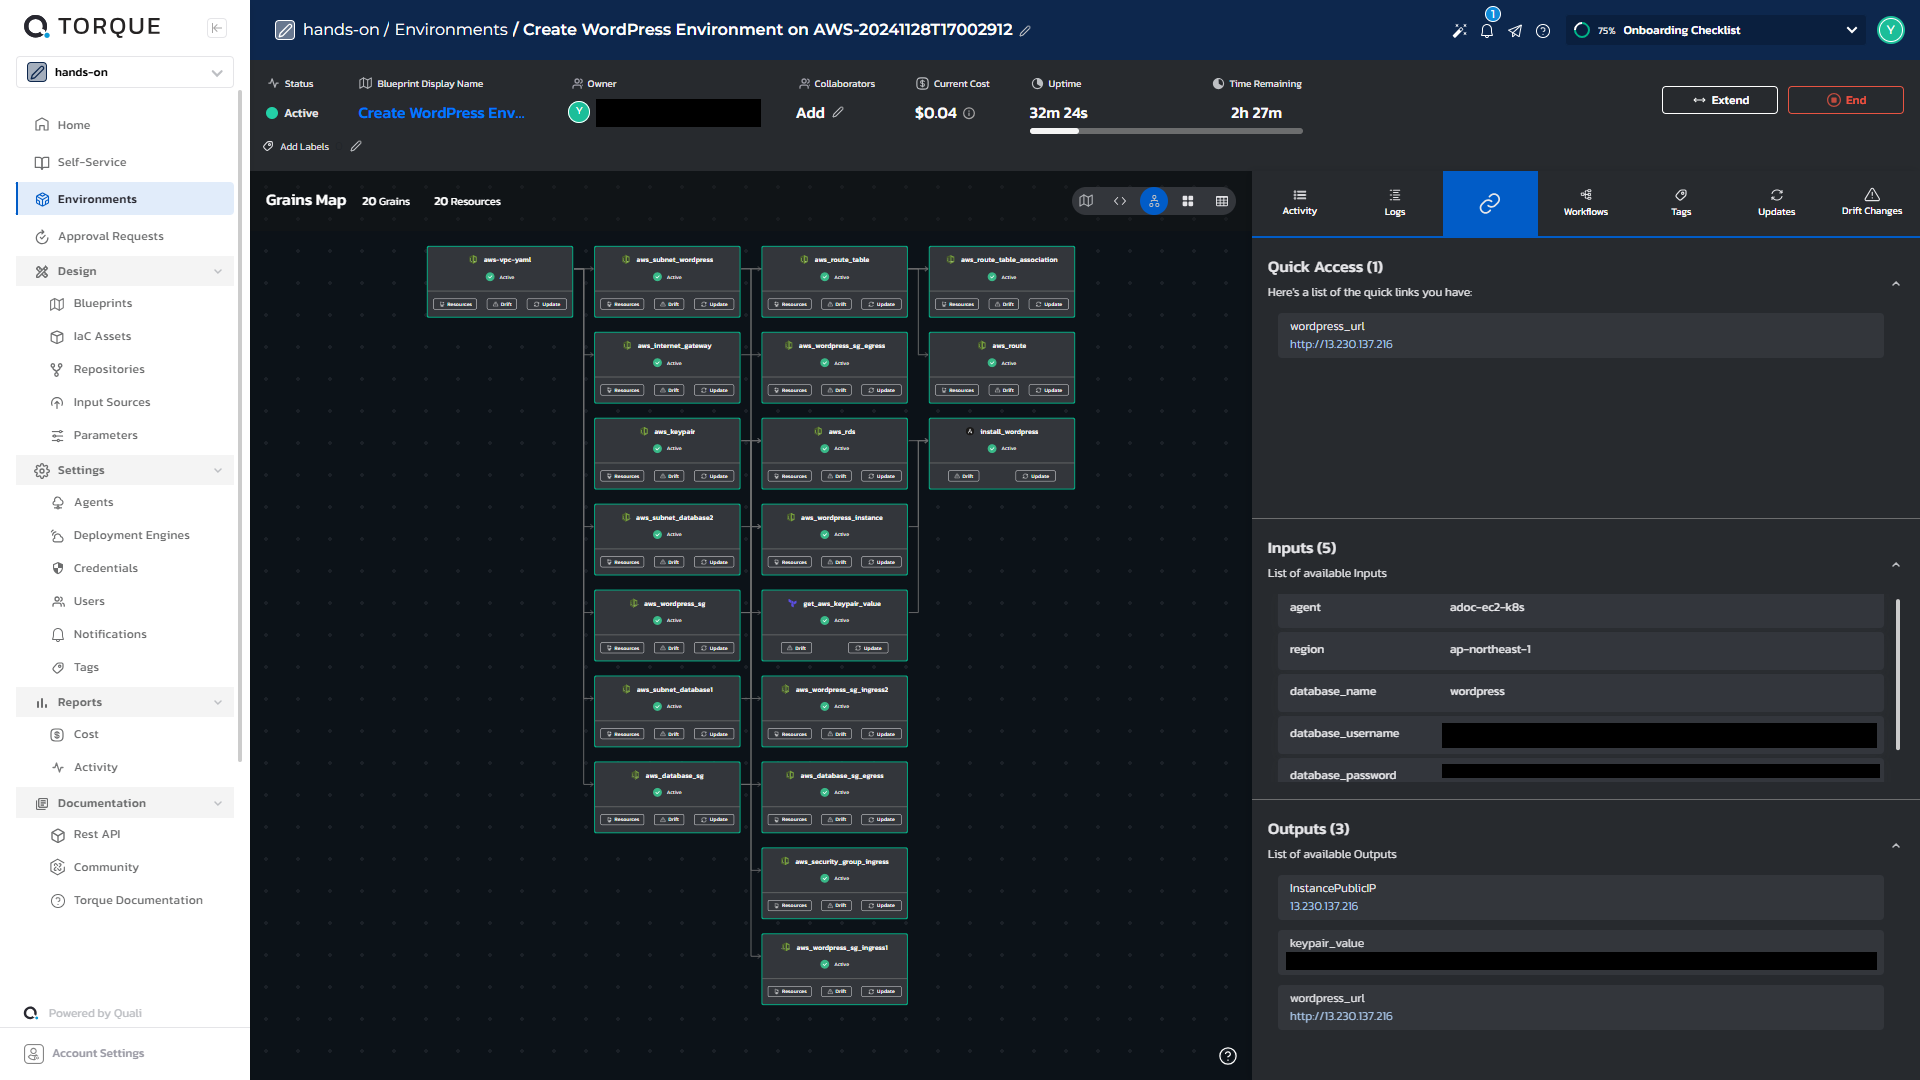 TORQUE
hands-on
Home
Self-Service
Environments
Approval Requests
Design
Blueprints
IaC Assets
Repositories
Input Sources
Parameters
Settings
Agents
Deployment Engines
Credentials
Users
Notifications
Tags
Reports
Cost
Activity
Documentation
Rest API
Community
Torque Documentation
Powered by Quali
Account Settings
hands-on / Environments / Create WordPress Environment on AWS-20241128T17002912
1
75% Onboarding Checklist
Y
Status
Active
Blueprint Display Name
Create WordPress Env...
Owner
Y
Collaborators
Add
Current Cost
$0.04
Uptime
32m 24s
Time Remaining
2h 27m
Extend
End
Add Labels
Grains Map 20 Grains 20 Resources
aws-vpc-yaml
Active
Resources Drift Update
aws_subnet_wordpress
Active
Resources Drift Update
aws_route_table
Active
Resources Drift Update
aws_route_table_association
Active
Resources Drift Update
aws_internet_gateway
Active
Resources Drift Update
aws_wordpress_sg_egress
Active
Resources Drift Update
aws_route
Active
Resources Drift Update
aws_keypair
Active
Resources Drift Update
aws_rds
Active
Resources Drift Update
install_wordpress
Active
Drift Update
aws_subnet_database2
Active
Resources Drift Update
aws_wordpress_instance
Active
Resources Drift Update
aws_wordpress_sg
Active
Resources Drift Update
get_aws_keypair_value
Active
Drift Update
aws_subnet_database1
Active
Resources Drift Update
aws_wordpress_sg_ingress2
Active
Resources Drift Update
aws_database_sg
Active
Resources Drift Update
aws_database_sg_egress
Active
Resources Drift Update
aws_security_group_ingress
Active
Resources Drift Update
aws_wordpress_sg_ingress1
Active
Resources Drift Update
Activity
Logs
Workflows
Tags
Updates
Drift Changes
Quick Access (1)
Here's a list of the quick links you have:
wordpress_url
http://13.230.137.216
Inputs (5)
List of available Inputs
agent adoc-ec2-k8s
region ap-northeast-1
database_name wordpress
database_username
database_password
Outputs (3)
List of available Outputs
InstancePublicIP
13.230.137.216
keypair_value
wordpress_url
http://13.230.137.216